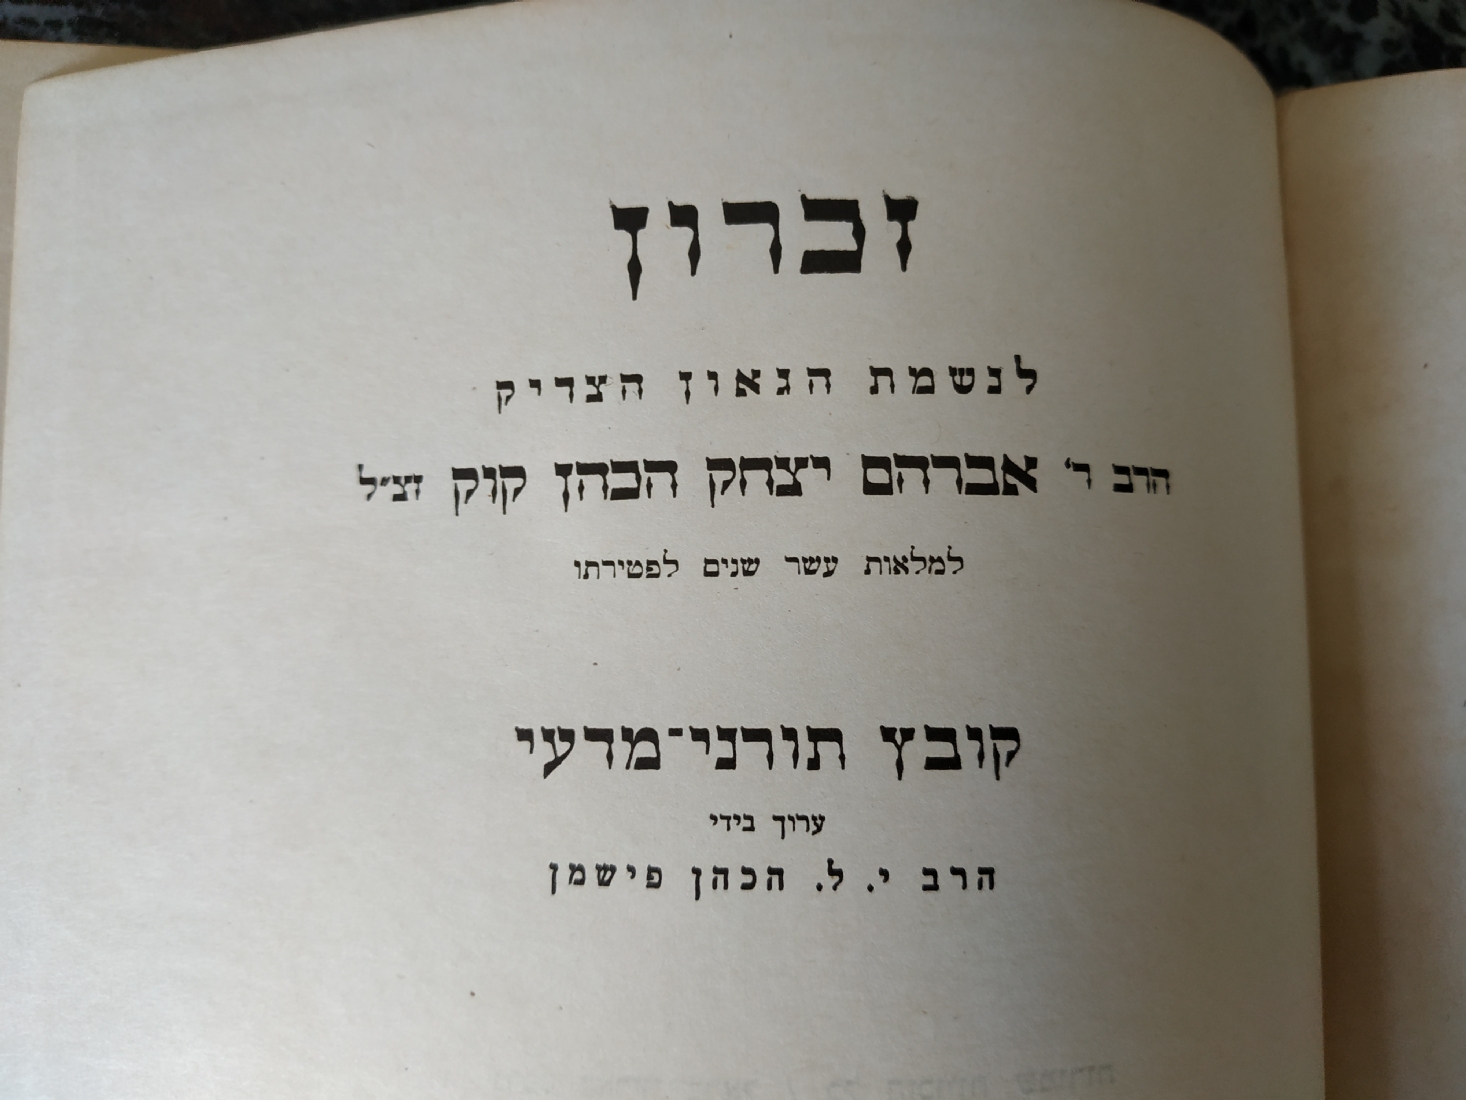 זכרון
לנשמת הגאון הצדיק
הרב ר' אברהם יצחק הכהן קוק זצ״ל
למלאות עשר שנים לפטירתו
קובץ תורני־מדעי
ערוך בידי
הרב י. ל. הכהן פישמן